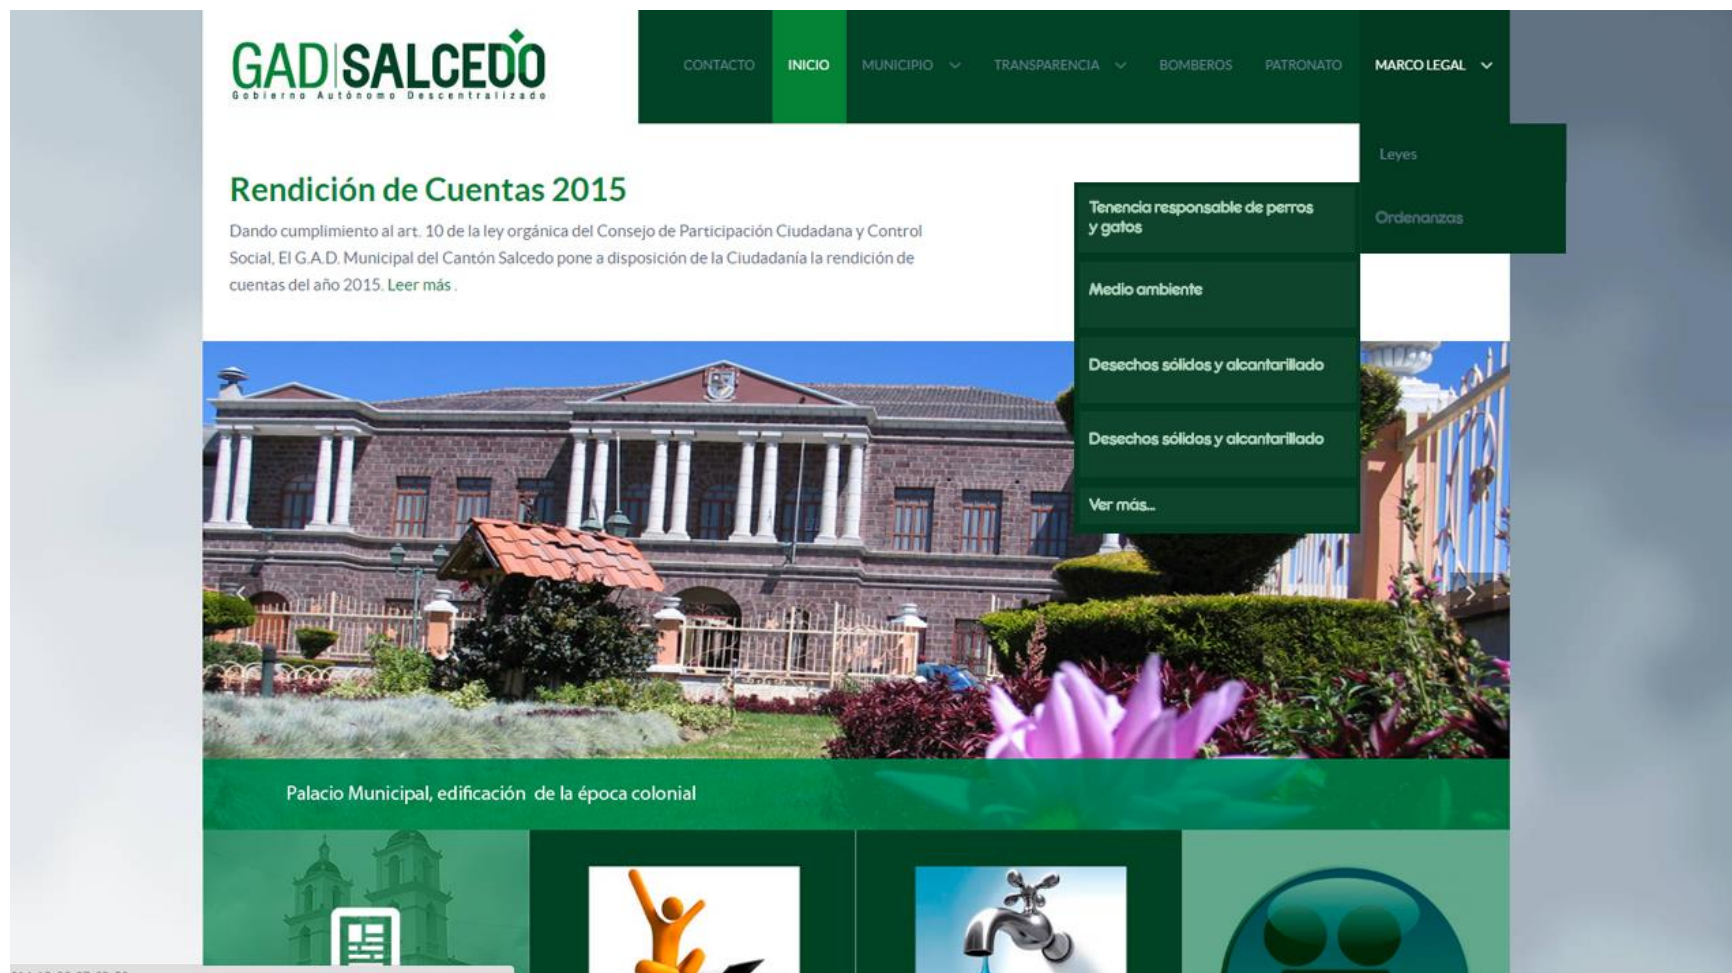 GAD|SALCEDO
Gobierno Autónomo Descentralizado
CONTACTO
INICIO
MUNICIPIO
TRANSPARENCIA
BOMBEROS
PATRONATO
MARCO LEGAL
Leyes
Ordenanzas
Tenencia responsable de perros
y gatos
Medio ambiente
Desechos sólidos y alcantarillado
Desechos sólidos y alcantarillado
Ver más...
Rendición de Cuentas 2015
Dando cumplimiento al art. 10 de la ley orgánica del Consejo de Participación Ciudadana y Control
Social, El G.A.D. Municipal del Cantón Salcedo pone a disposición de la Ciudadanía la rendición de
cuentas del año 2015. Leer más .
Palacio Municipal, edificación de la época colonial